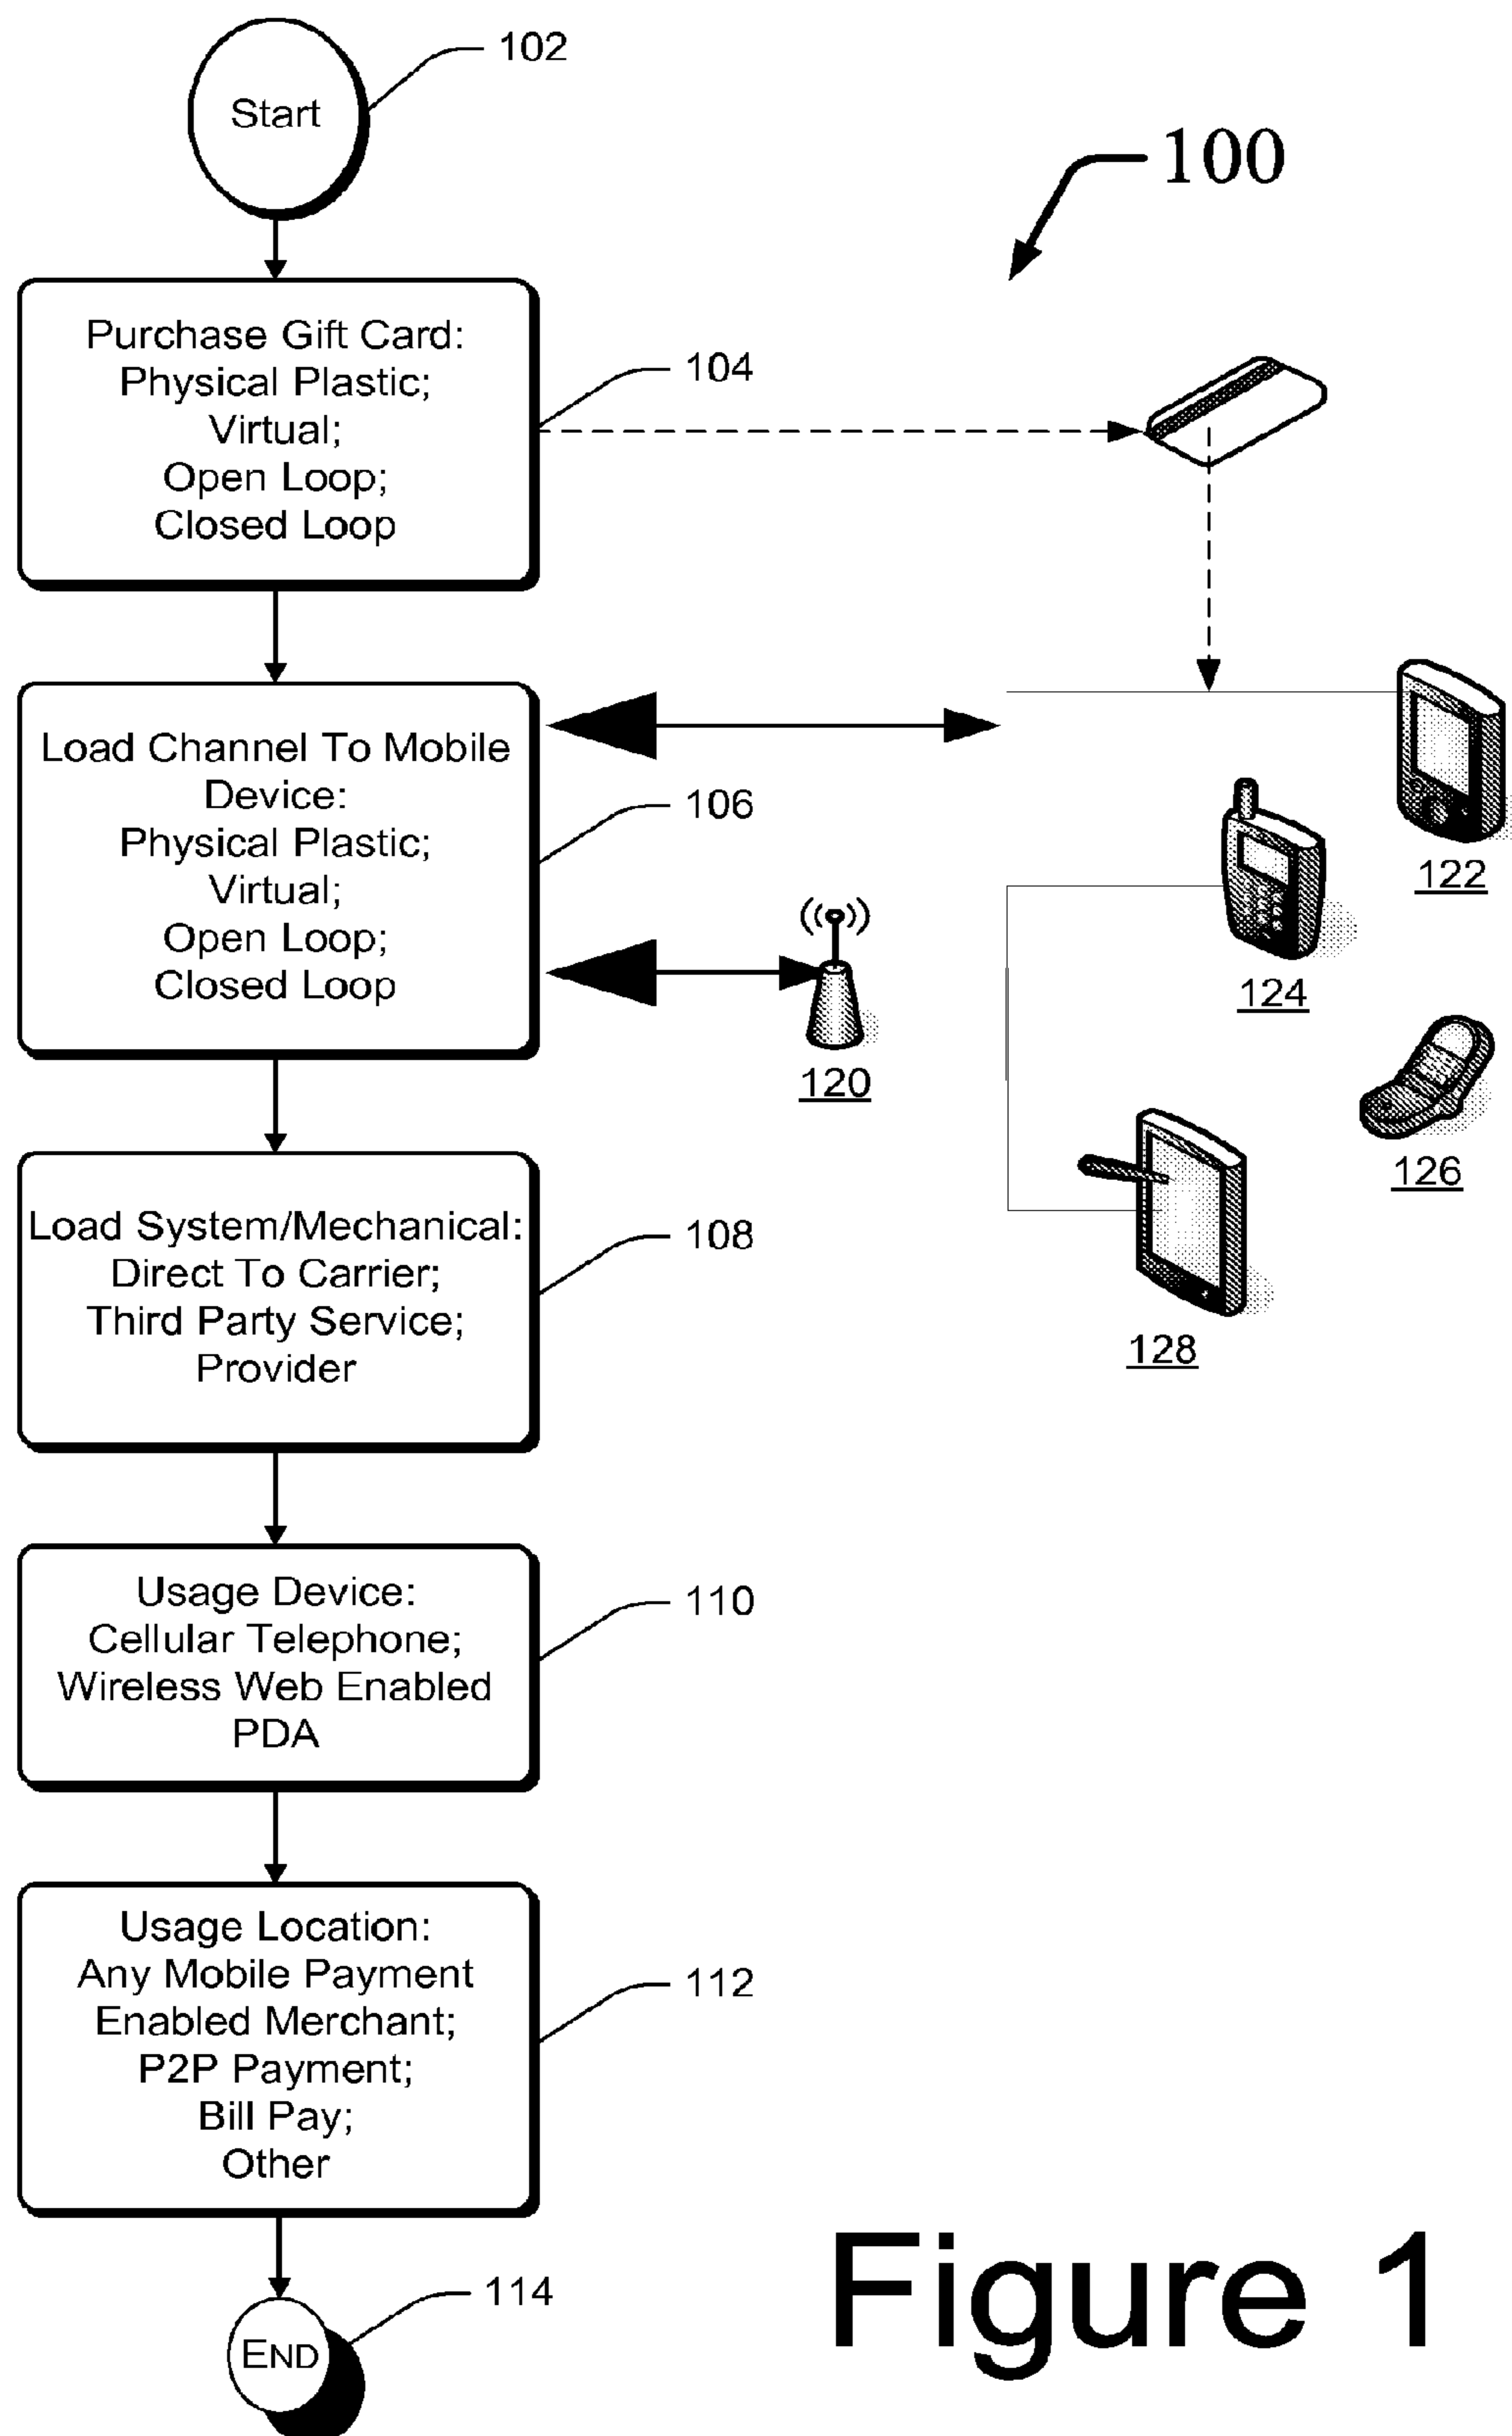 102
Start
100
Purchase Gift Card:
Physical Plastic;
Virtual;
Open Loop;
Closed Loop
104
Load Channel To Mobile
Device:
Physical Plastic;
Virtual;
Open Loop;
Closed Loop
106
122
124
120
126
Load System/Mechanical:
Direct To Carrier;
Third Party Service;
Provider
108
128
Usage Device:
Cellular Telephone;
Wireless Web Enabled
PDA
110
Usage Location:
Any Mobile Payment
Enabled Merchant;
P2P Payment;
Bill Pay;
Other
112
114
END
Figure 1